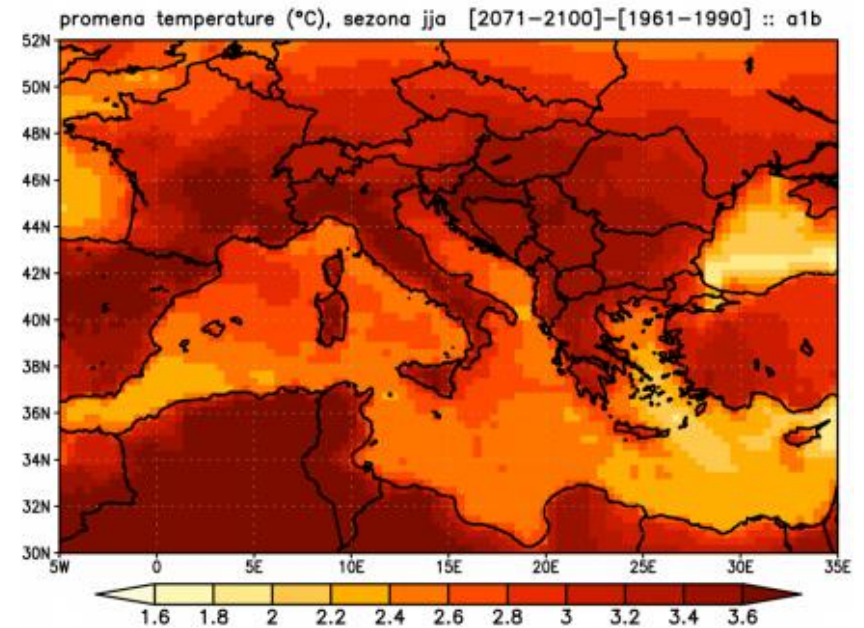 promena temperature (°C), sezona jja [2071−2100]−[1961−1990] :: a1b
52N
50N
48N
46N
44N
42N
40N
38N
36N
34N
32N
30N
5W 0 5E 10E 15E 20E 25E 30E 35E
1.6 1.8 2 2.2 2.4 2.6 2.8 3 3.2 3.4 3.6